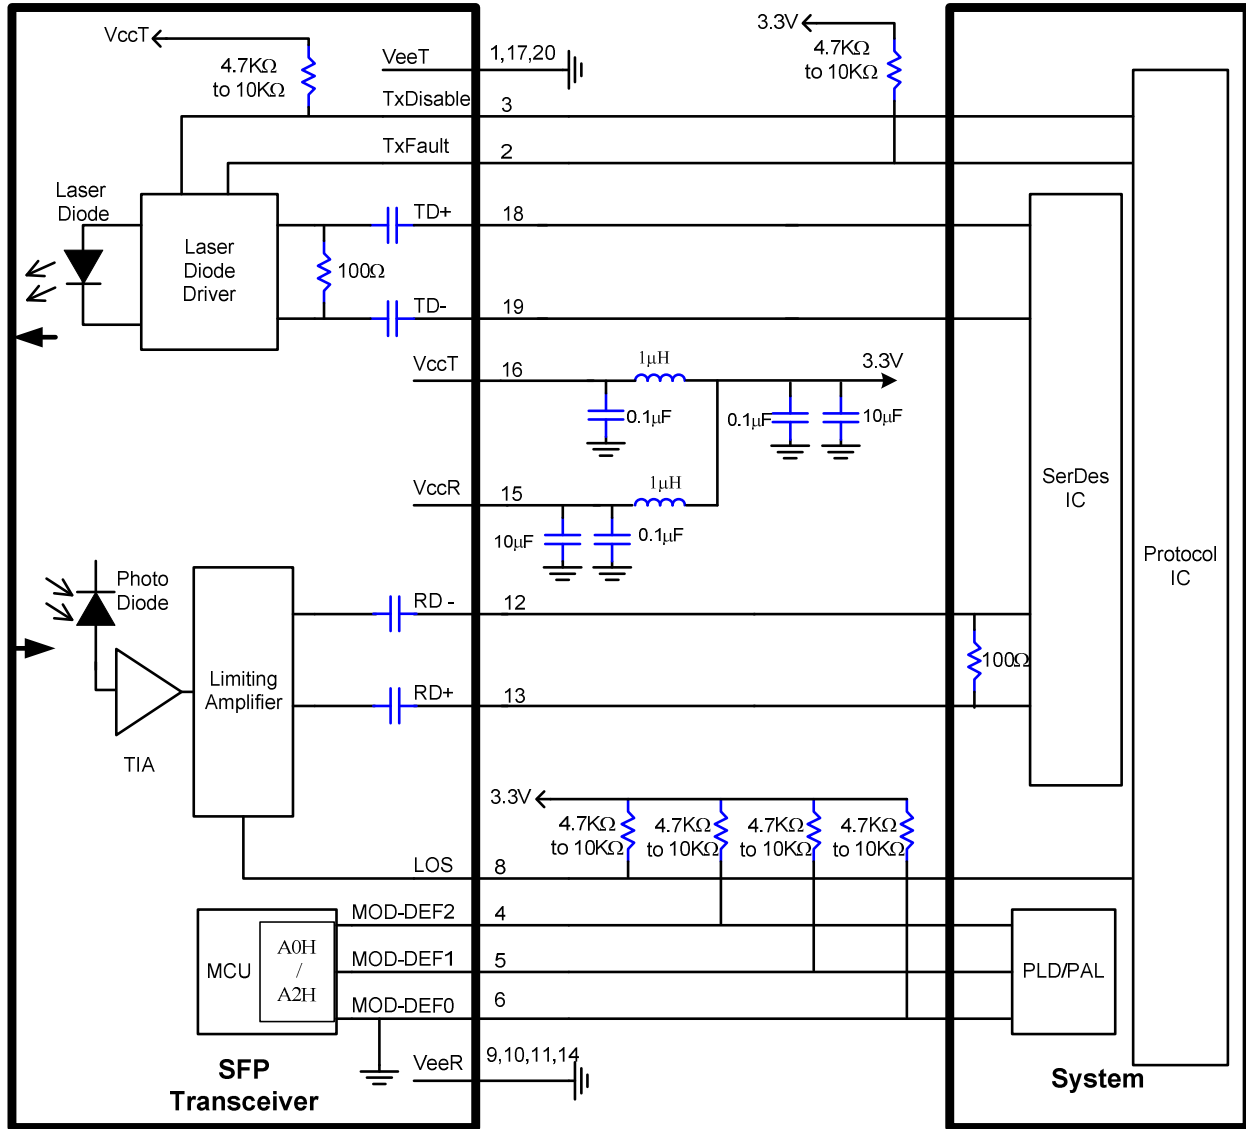 VccT
4.7KΩ
to 10KΩ
VeeT
1,17,20
3.3V
4.7KΩ
to 10KΩ
TxDisable
3
TxFault
2
Laser
Diode
Laser
Diode
Driver
TD+
18
100Ω
TD-
19
VccT
16
1μH
3.3V
0.1μF
0.1μF
10μF
VccR
15
1μH
10μF
0.1μF
SerDes
IC
Protocol
IC
Photo
Diode
RD -
12
100Ω
Limiting
Amplifier
RD+
13
TIA
3.3V
4.7KΩ
to 10KΩ
4.7KΩ
to 10KΩ
4.7KΩ
to 10KΩ
4.7KΩ
to 10KΩ
LOS
8
MOD-DEF2
4
MCU
A0H
/
A2H
MOD-DEF1
5
PLD/PAL
MOD-DEF0
6
VeeR
9,10,11,14
SFP
Transceiver
System